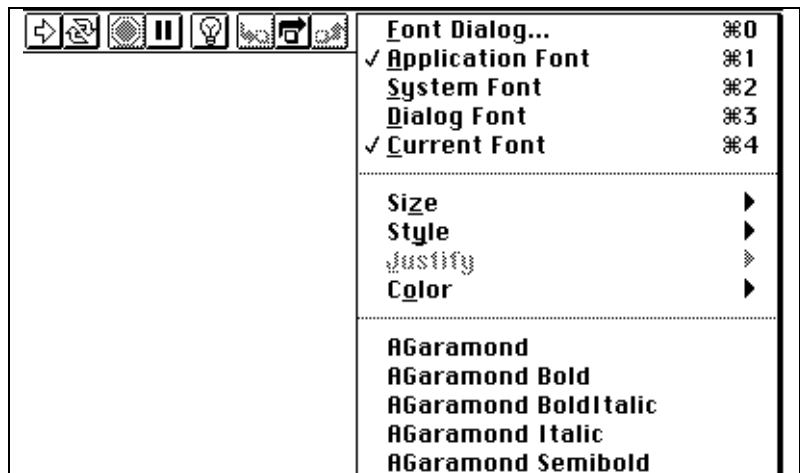 Font Dialog... ⌘0
✓ Application Font ⌘1
System Font ⌘2
Dialog Font ⌘3
✓ Current Font ⌘4
Size
Style
Justify
Color
AGaramond
AGaramond Bold
AGaramond BoldItalic
AGaramond Italic
AGaramond Semibold